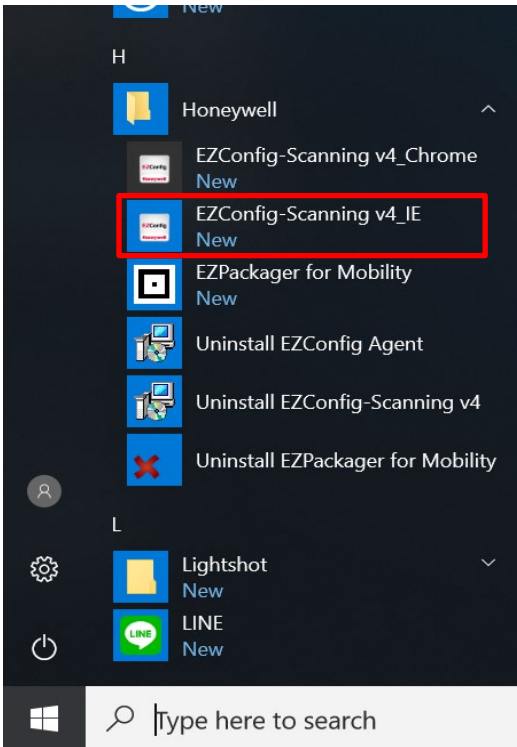 New
H
Honeywell
EZConfig-Scanning v4_Chrome
New
EZConfig-Scanning v4_IE
New
EZPackager for Mobility
New
Uninstall EZConfig Agent
Uninstall EZConfig-Scanning v4
Uninstall EZPackager for Mobility
L
Lightshot
New
LINE
LINE
New
Type here to search